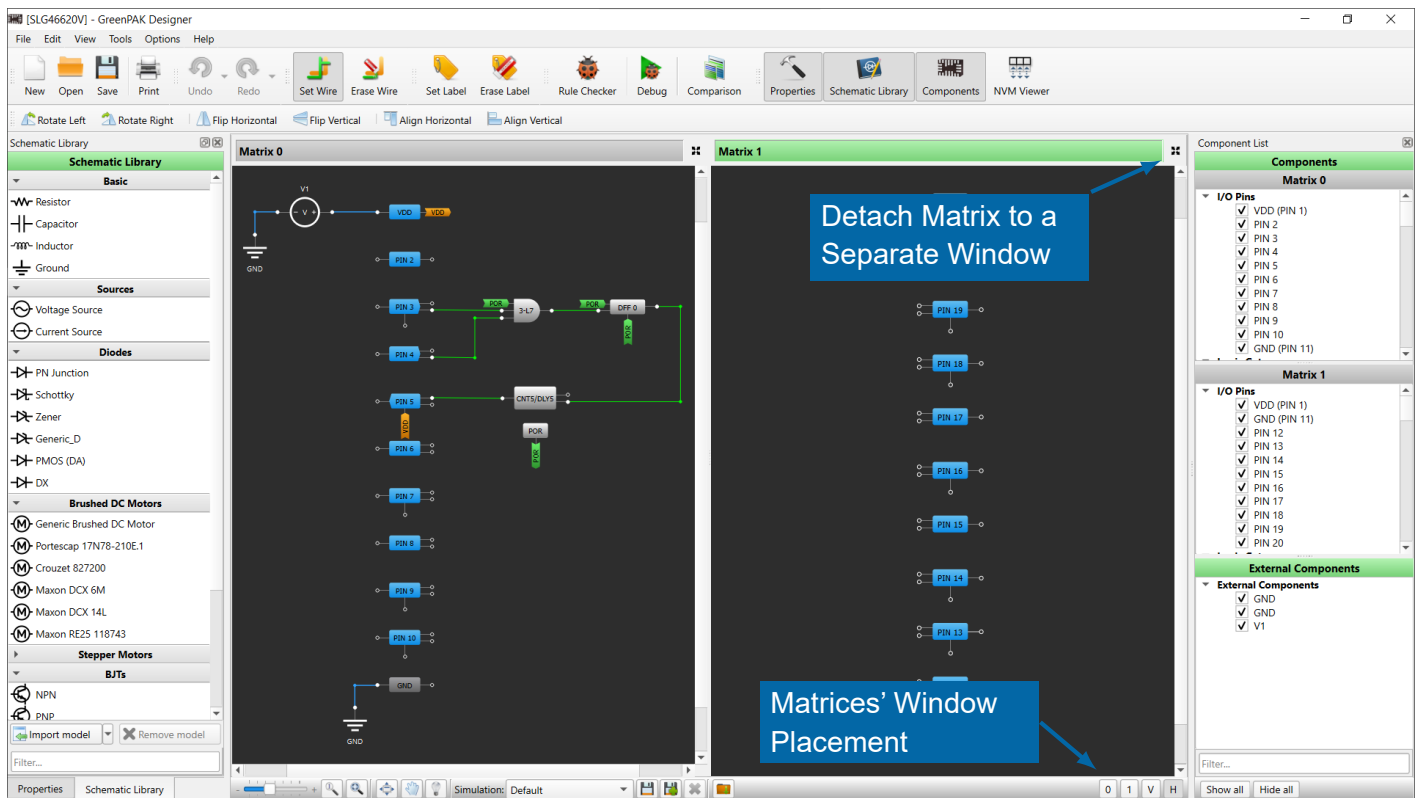 [SLG46620V] - GreenPAK Designer
File Edit View Tools Options Help
New Open Save Print Undo Redo Set Wire Erase Wire Set Label Erase Label Rule Checker Debug Comparison Properties Schematic Library Components NVM Viewer
Rotate Left Rotate Right Flip Horizontal Flip Vertical Align Horizontal Align Vertical
Schematic Library
Schematic Library
Basic
Resistor
Capacitor
Inductor
Ground
Sources
Voltage Source
Current Source
Diodes
PN Junction
Schottky
Zener
Generic_D
PMOS (DA)
DX
Brushed DC Motors
Generic Brushed DC Motor
Portescap 17N78-210E.1
Crouzet 827200
Maxon DCX 6M
Maxon DCX 14L
Maxon RE25 118743
Stepper Motors
BJTs
NPN
PNP
Import model Remove model
Filter...
Properties Schematic Library
Matrix 0
V1
- V +
VDD VDD
GND
PIN 2
PIN 3 POR 3-L7 POR DFF 0
POR
PIN 4
PIN 5 CNT5/DLY5
VDD
POR
POR
PIN 6
PIN 7
PIN 8
PIN 9
PIN 10
GND
GND
Simulation: Default
Matrix 1
Detach Matrix to a
Separate Window
PIN 19
PIN 18
PIN 17
PIN 16
PIN 15
PIN 14
PIN 13
Matrices' Window
Placement
0 1 V H
Component List
Components
Matrix 0
I/O Pins
VDD (PIN 1)
PIN 2
PIN 3
PIN 4
PIN 5
PIN 6
PIN 7
PIN 8
PIN 9
PIN 10
GND (PIN 11)
Matrix 1
I/O Pins
VDD (PIN 1)
GND (PIN 11)
PIN 12
PIN 13
PIN 14
PIN 15
PIN 16
PIN 17
PIN 18
PIN 19
PIN 20
External Components
External Components
GND
GND
V1
Filter...
Show all Hide all